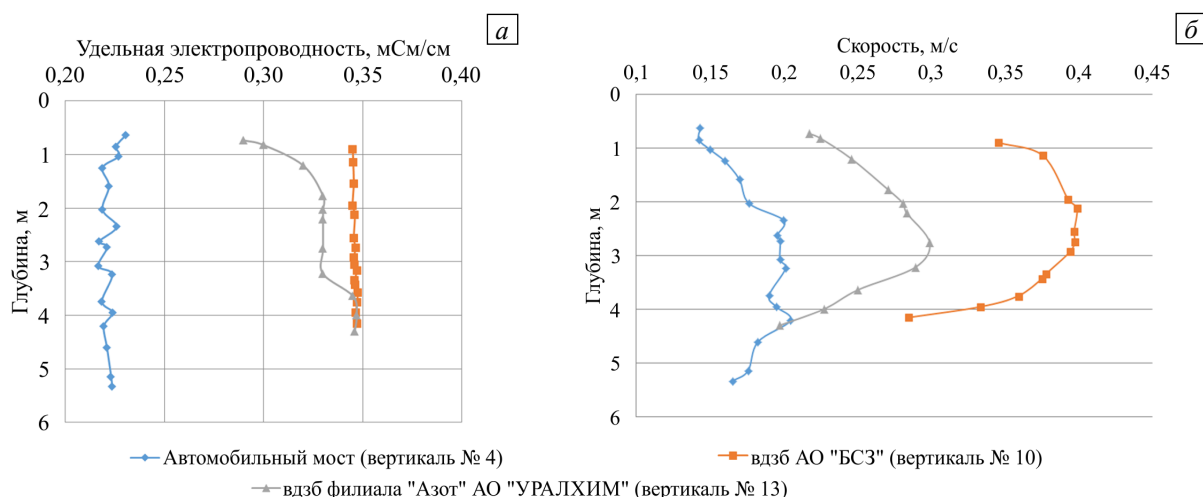 а
Удельная электропроводность, мСм/см
0,20 0,25 0,30 0,35 0,40
0
1
2
3
4
5
6
Глубина, м
б
Скорость, м/с
0,1 0,15 0,2 0,25 0,3 0,35 0,4 0,45
0
1
2
3
4
5
6
Глубина, м
Автомобильный мост (вертикаль № 4)
вдзб АО "БСЗ" (вертикаль № 10)
вдзб филиала "Азот" АО "УРАЛХИМ" (вертикаль № 13)